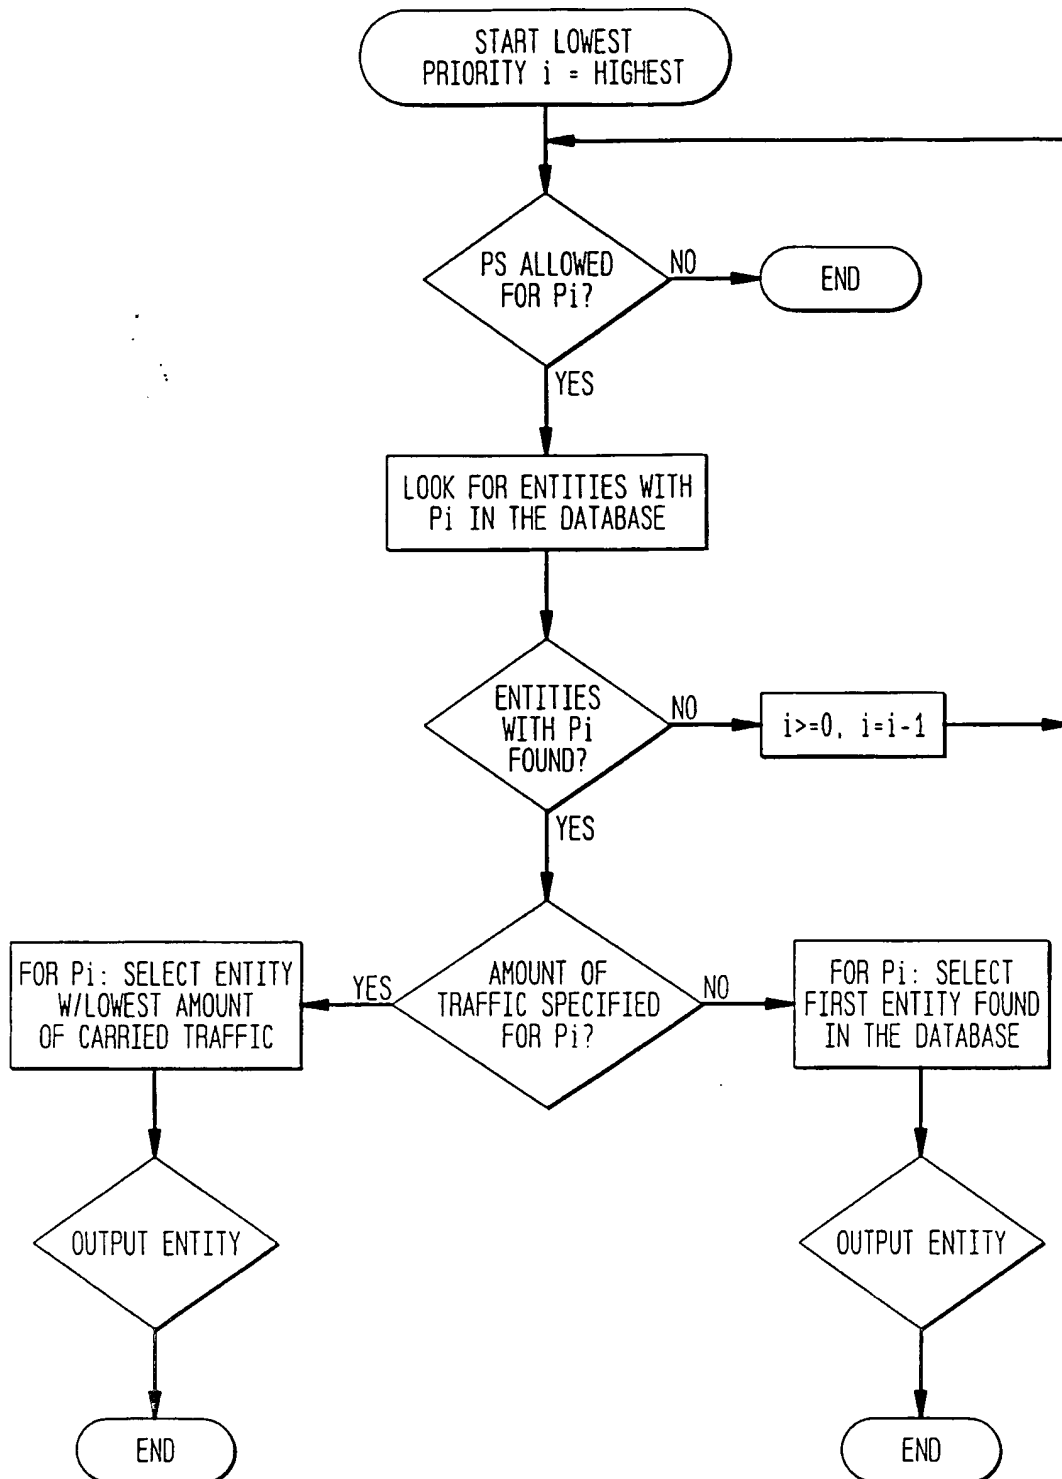 START LOWEST
PRIORITY i = HIGHEST
PS ALLOWED
FOR Pi?
NO
END
YES
LOOK FOR ENTITIES WITH
Pi IN THE DATABASE
ENTITIES
WITH Pi
FOUND?
NO
i>=0, i=i-1
YES
FOR Pi: SELECT ENTITY
W/LOWEST AMOUNT
OF CARRIED TRAFFIC
YES
AMOUNT OF
TRAFFIC SPECIFIED
FOR Pi?
NO
FOR Pi: SELECT
FIRST ENTITY FOUND
IN THE DATABASE
OUTPUT ENTITY
OUTPUT ENTITY
END
END